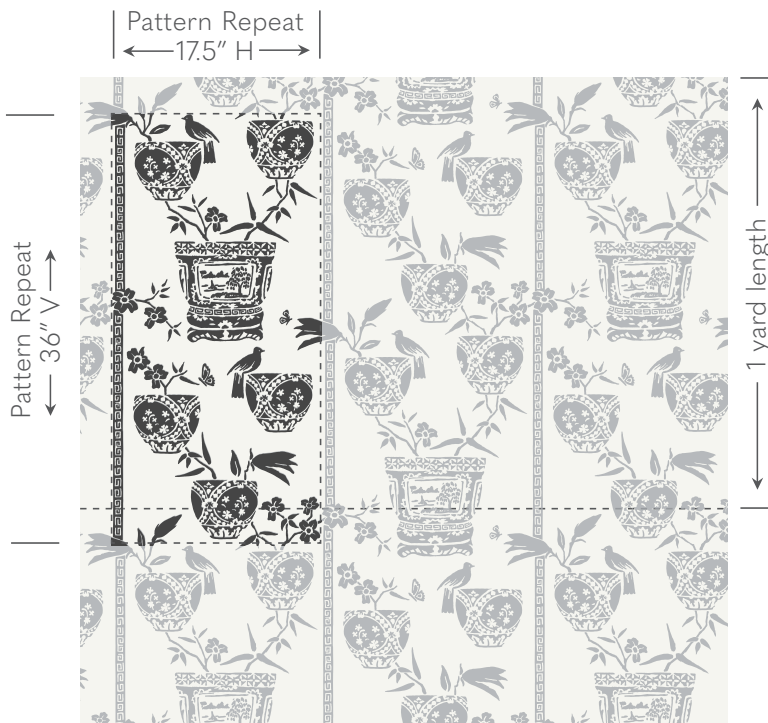 Pattern Repeat
17.5” H
Pattern Repeat
36” V
1 yard length